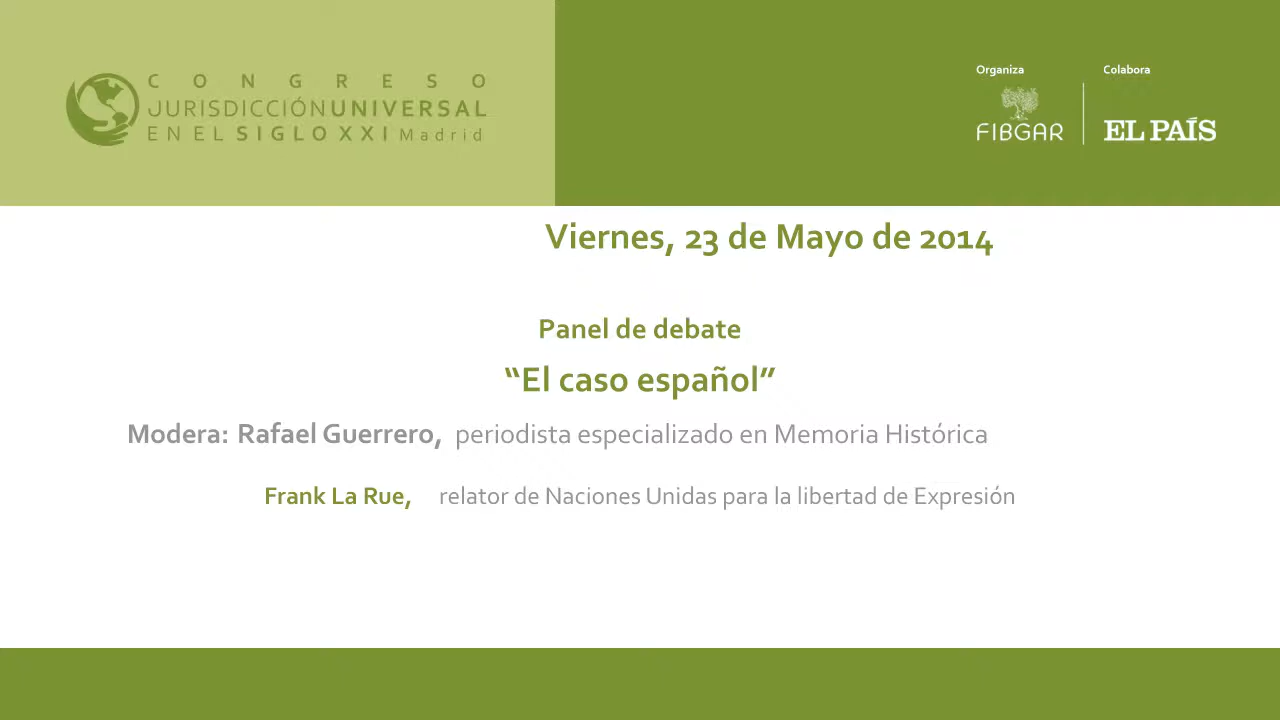 CONGRESO
JURISDICCIÓNUNIVERSAL
EN EL SIGLO XXI Madrid
Organiza
FIBGAR
Colabora
EL PAÍS
Viernes, 23 de Mayo de 2014
Panel de debate
“El caso español”
Modera: Rafael Guerrero, periodista especializado en Memoria Histórica
Frank La Rue, relator de Naciones Unidas para la libertad de Expresión